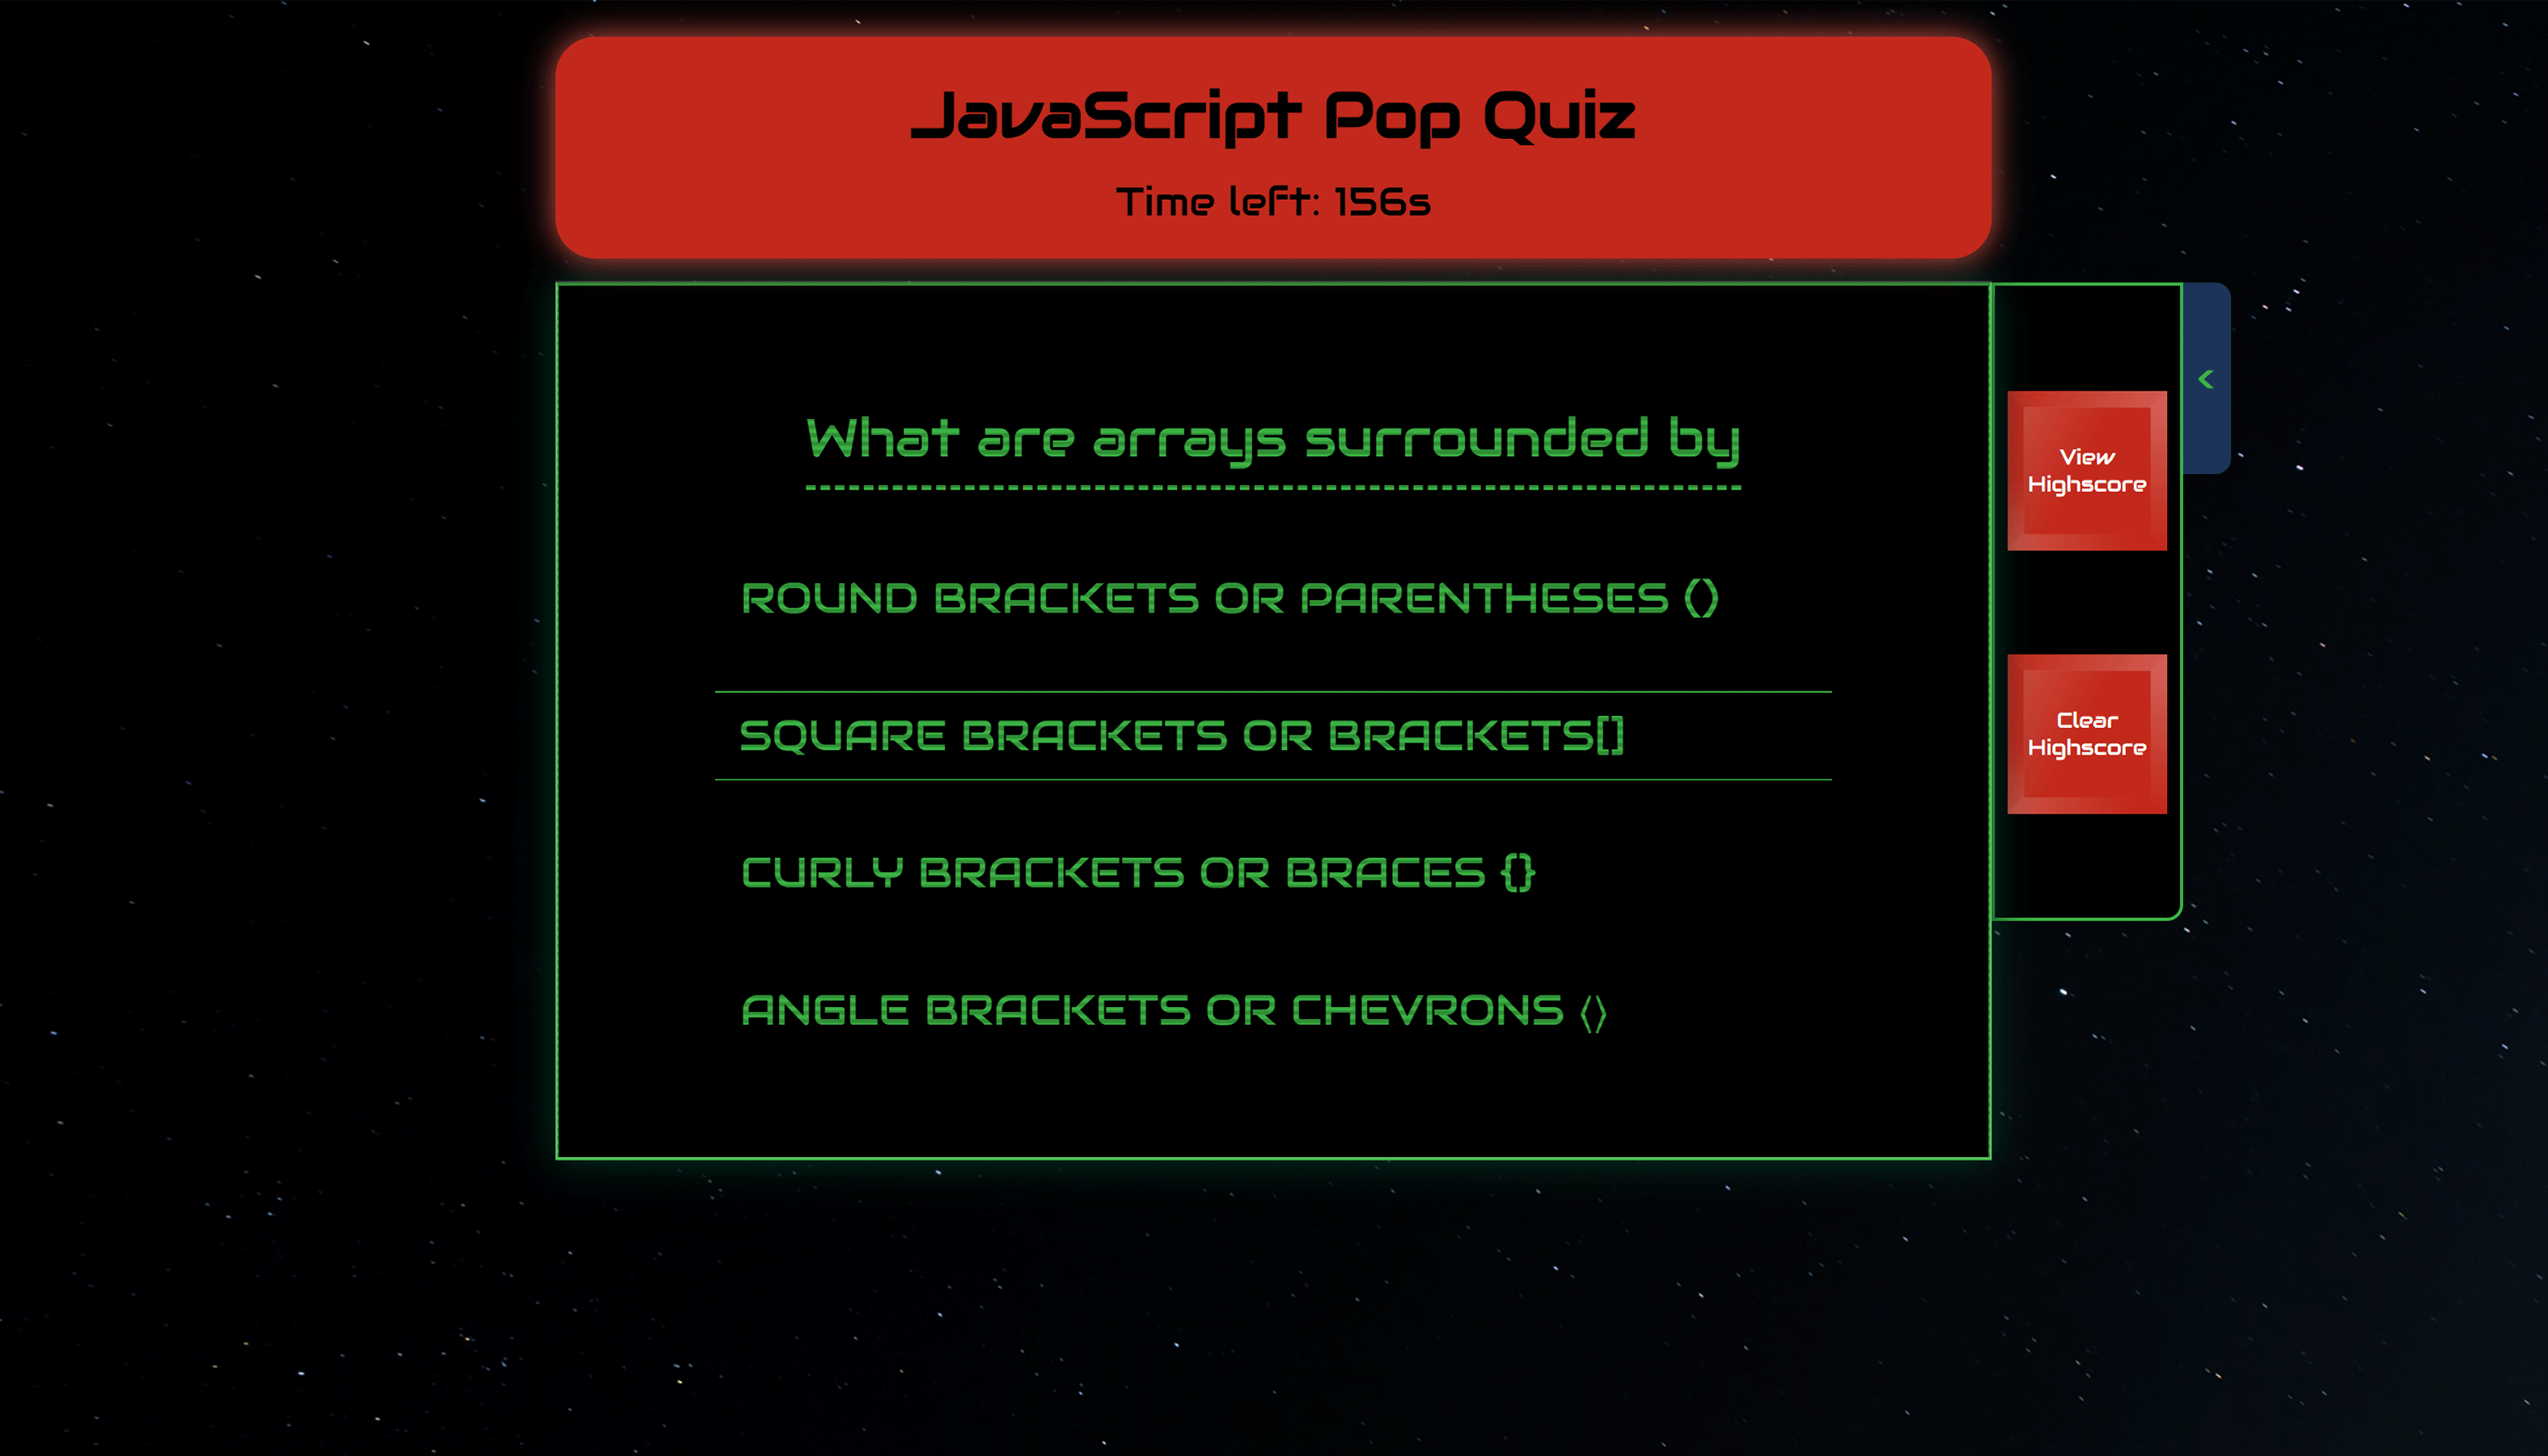 JavaScript Pop Quiz
Time left: 156s
What are arrays surrounded by
ROUND BRACKETS OR PARENTHESES ()
SQUARE BRACKETS OR BRACKETS[]
CURLY BRACKETS OR BRACES {}
ANGLE BRACKETS OR CHEVRONS ⟨⟩
<
View
Highscore
Clear
Highscore